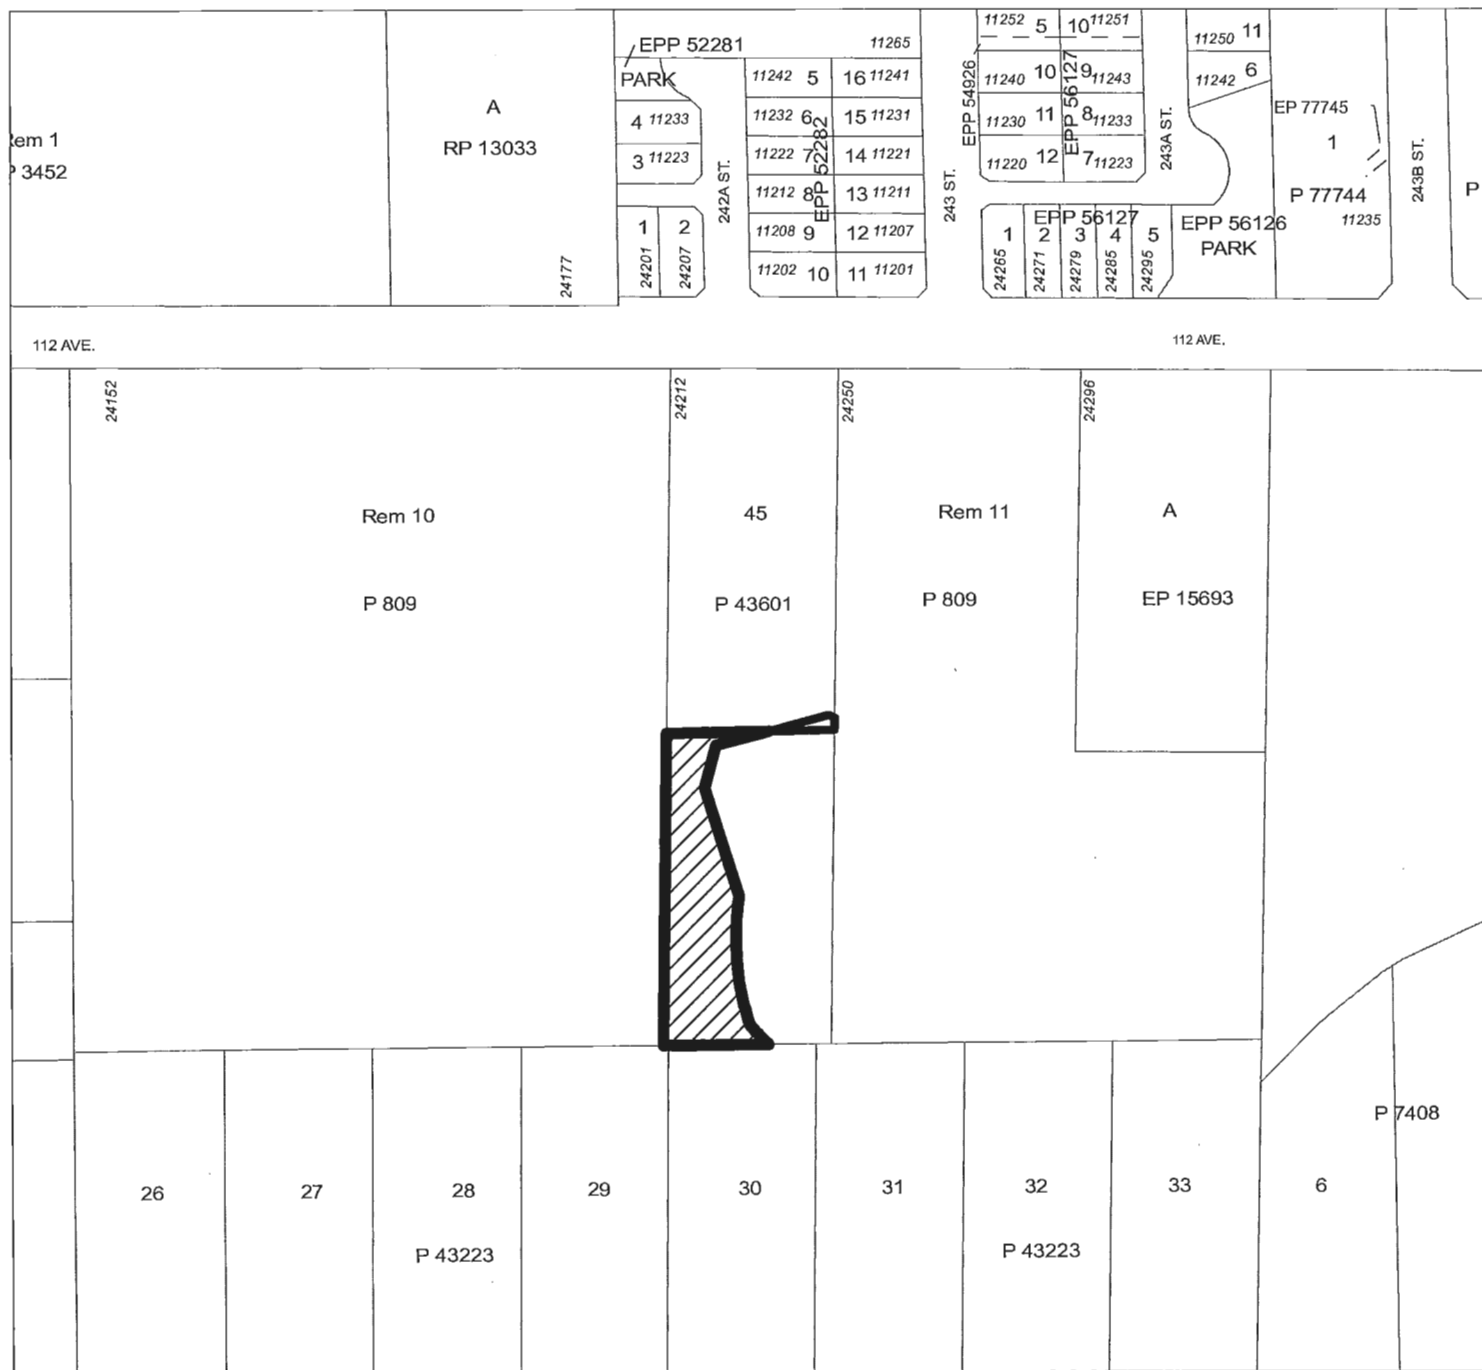 EPP 52281
11265
11252 5 10 11251
11250 11
PARK
11242 5 16 11241
11240 10 9 11243
11242 6
A
EPP 54926
EPP 56127
EP 77745
4 11233
11232 6 15 11231
11230 11 8 11233
1
Rem 1
RP 13033
P 3452
3 11223
11222 7 14 11221
EPP 52282
11220 12 7 11223
243A ST.
243B ST.
242A ST.
243 ST.
11212 8 13 11211
P 77744
P
11235
1 2
11208 9 12 11207
EPP 56127
1 2 3 4 5
EPP 56126
PARK
24177
24201
24207
11202 10 11 11201
24265
24271
24279
24285
24295
112 AVE.
112 AVE.
24152
24212
24250
24296
Rem 10
45
Rem 11
A
P 809
P 43601
P 809
EP 15693
P 7408
26
27
28
29
30
31
32
33
6
P 43223
P 43223